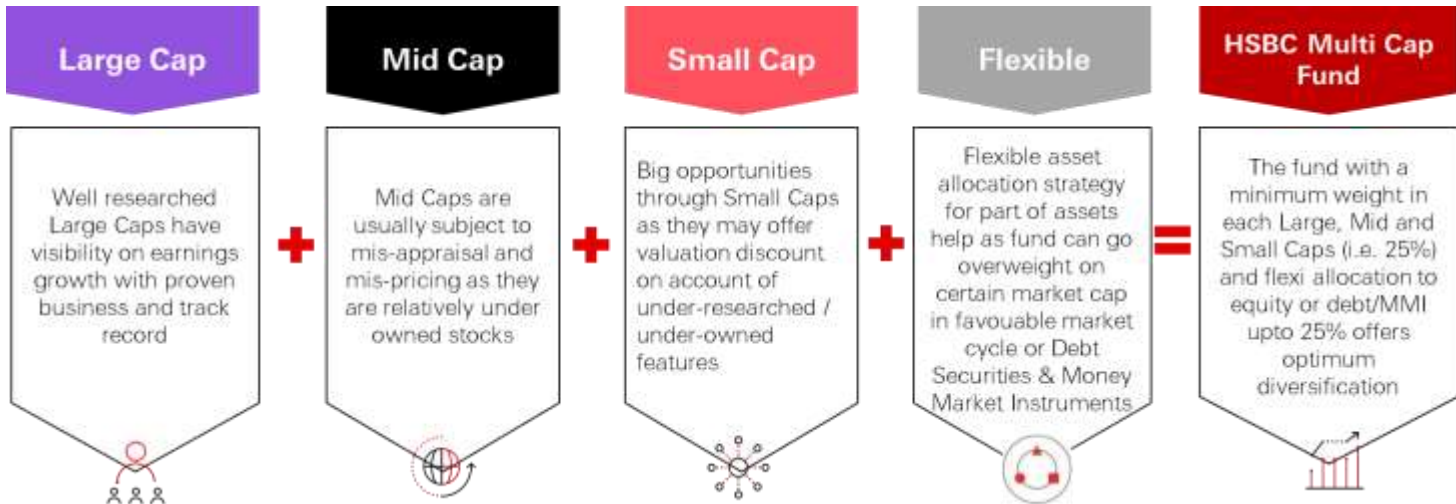 Large Cap
Well researched
Large Caps have
visibility on earnings
growth with proven
business and track
record
Mid Cap
Mid Caps are
usually subject to
mis-appraisal and
mis-pricing as they
are relatively under
owned stocks
Small Cap
Big opportunities
through Small Caps
as they may offer
valuation discount
on account of
under-researched /
under-owned
features
Flexible
Flexible asset
allocation strategy
for part of assets
help as fund can go
overweight on
certain market cap
in favouable market
cycle or Debt
Securities & Money
Market Instruments
HSBC Multi Cap
Fund
The fund with a
minimum weight in
each Large, Mid and
Small Caps (i.e. 25%)
and flexi allocation to
equity or debt/MMI
upto 25% offers
optimum
diversification